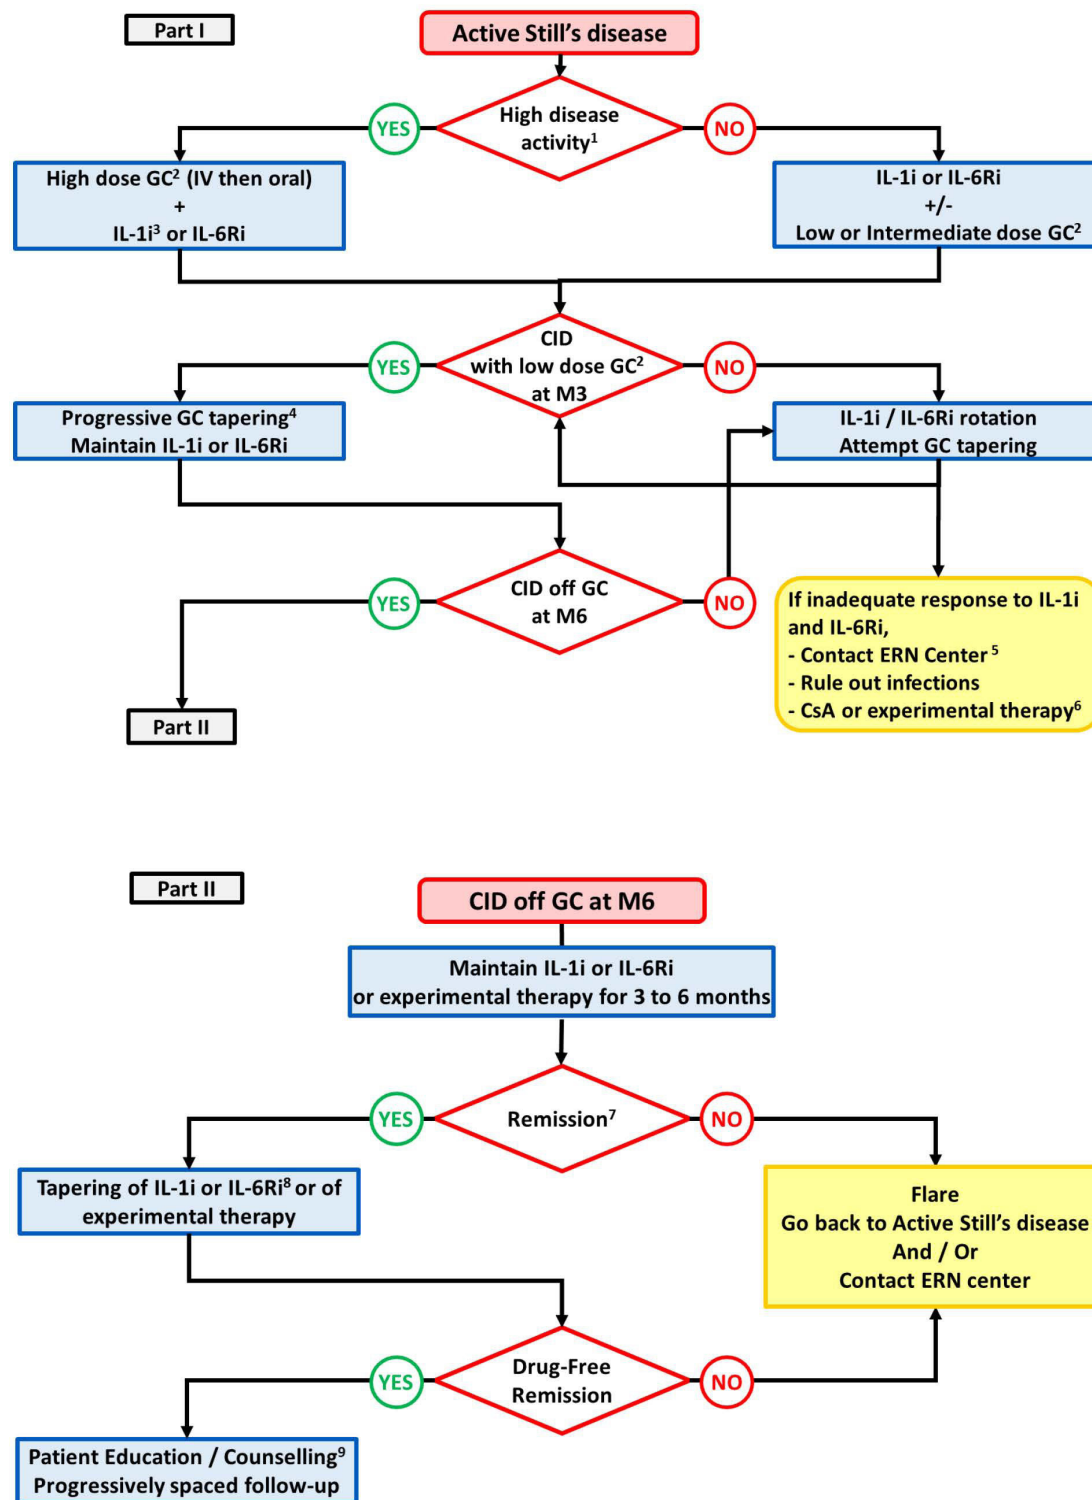 Part I
Active Still's disease
High disease
activity¹
YES
NO
High dose GC² (IV then oral)
+
IL-1i³ or IL-6Ri
IL-1i or IL-6Ri
+/-
Low or Intermediate dose GC²
CID
with low dose GC²
at M3
YES
NO
Progressive GC tapering⁴
Maintain IL-1i or IL-6Ri
IL-1i / IL-6Ri rotation
Attempt GC tapering
CID off GC
at M6
YES
NO
If inadequate response to IL-1i
and IL-6Ri,
- Contact ERN Center ⁵
- Rule out infections
- CsA or experimental therapy⁶
Part II
Part II
CID off GC at M6
Maintain IL-1i or IL-6Ri
or experimental therapy for 3 to 6 months
Remission⁷
YES
NO
Tapering of IL-1i or IL-6Ri⁸ or of
experimental therapy
Flare
Go back to Active Still's disease
And / Or
Contact ERN center
Drug-Free
Remission
YES
NO
Patient Education / Counselling⁹
Progressively spaced follow-up